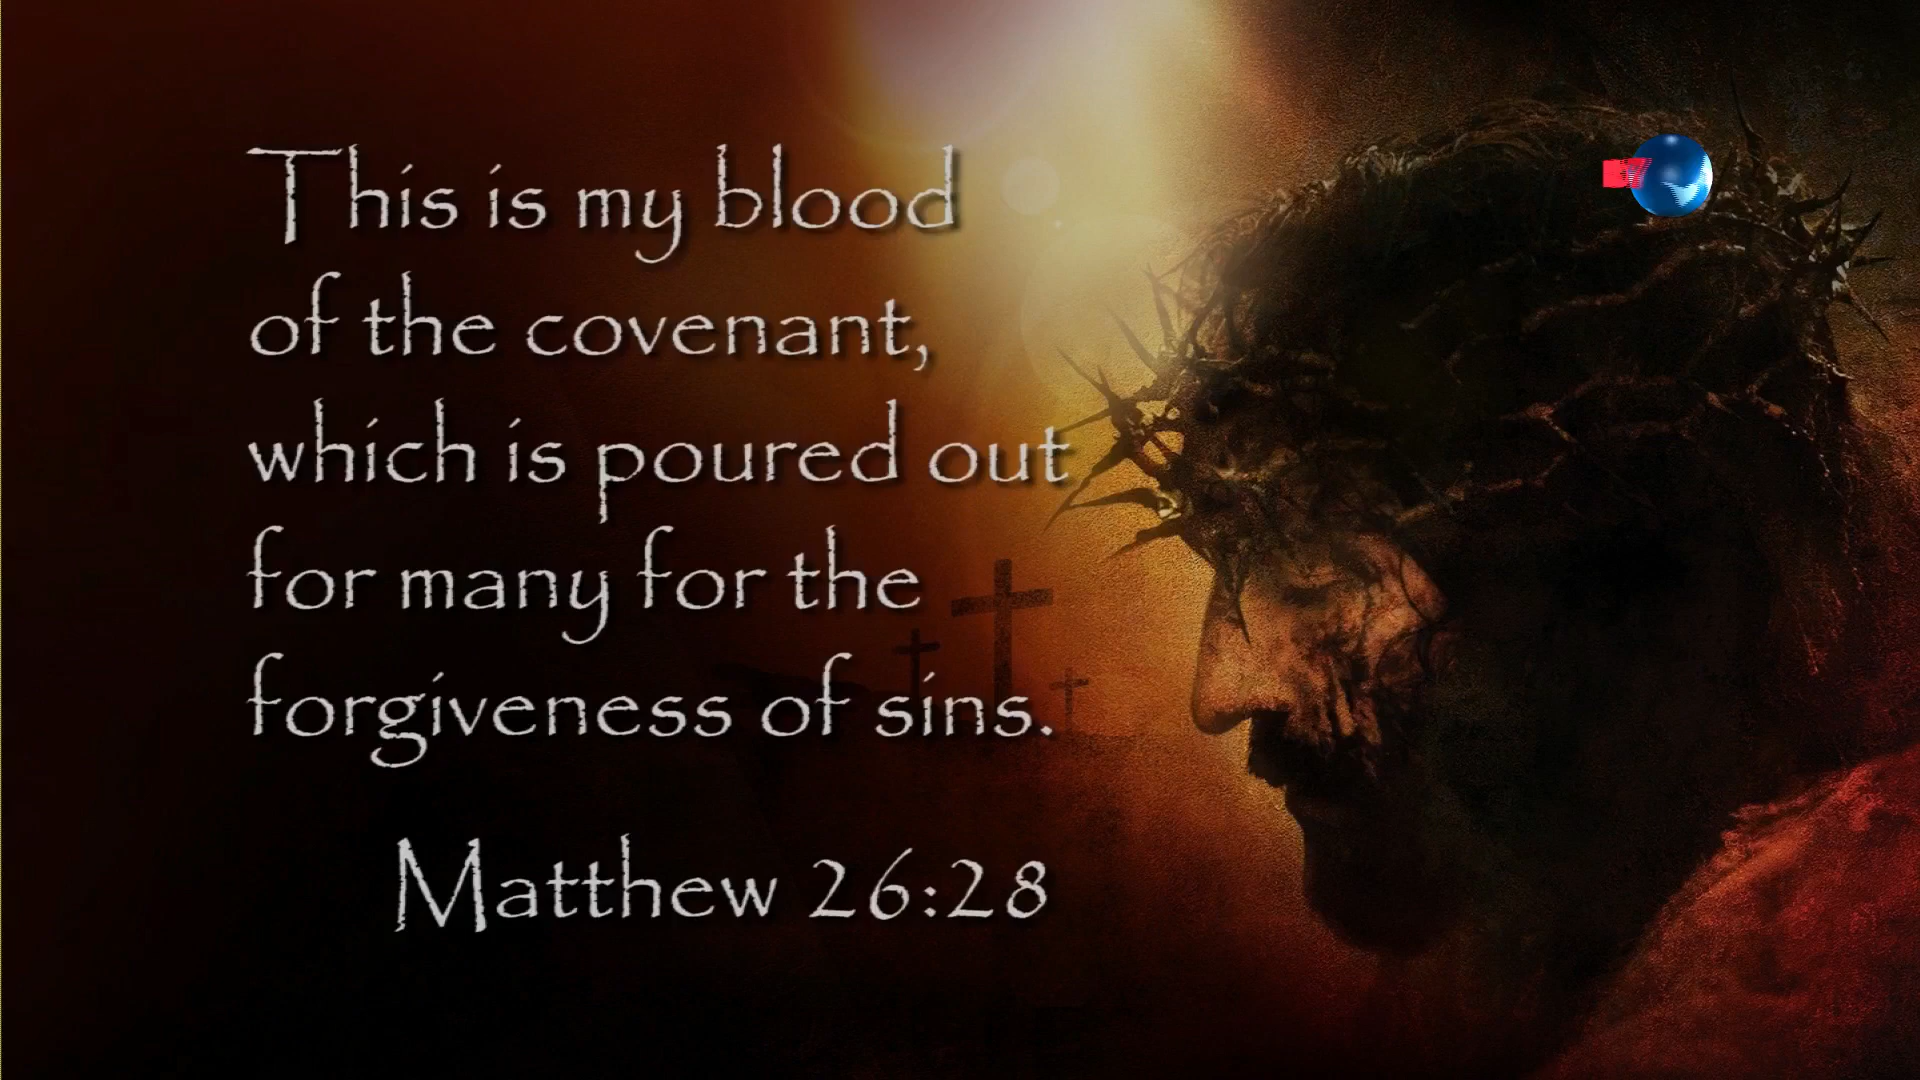 This is my blood
of the covenant,
which is poured out
for many for the
forgiveness of sins.
Matthew 26:28